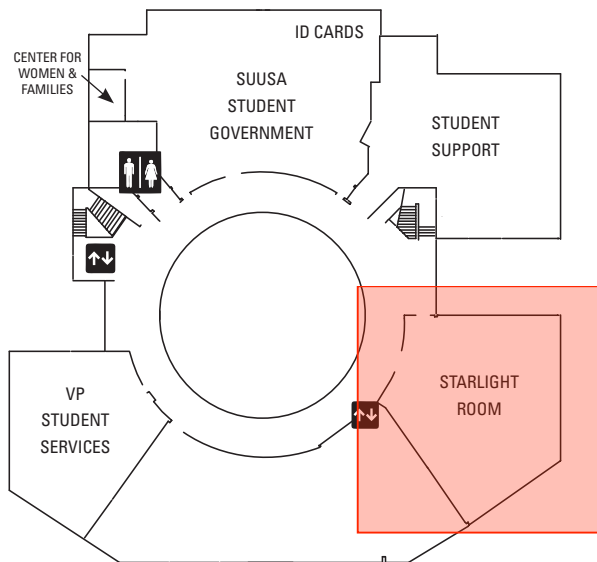 ID CARDS
CENTER FOR
WOMEN &
FAMILIES
SUUSA
STUDENT
GOVERNMENT
STUDENT
SUPPORT
VP
STUDENT
SERVICES
STARLIGHT
ROOM